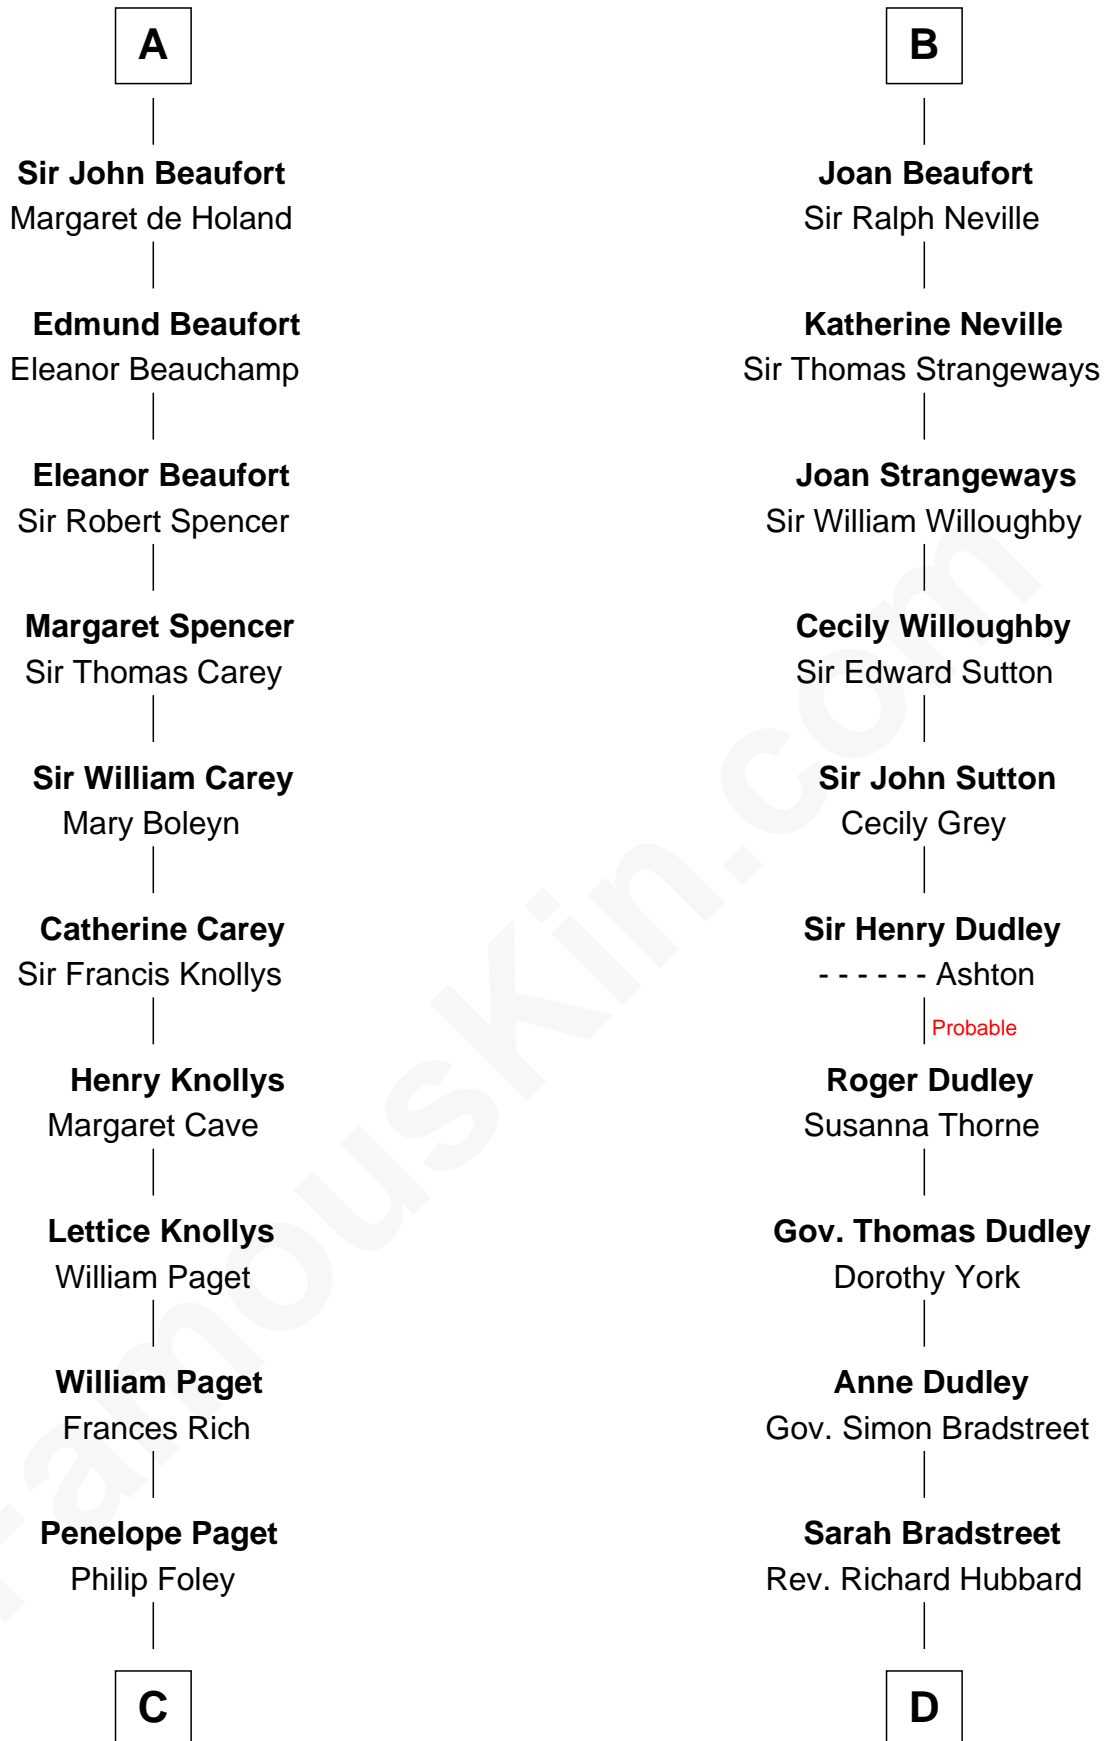 A
Sir John Beaufort
Margaret de Holand
Edmund Beaufort
Eleanor Beauchamp
Eleanor Beaufort
Sir Robert Spencer
Margaret Spencer
Sir Thomas Carey
Sir William Carey
Mary Boleyn
Catherine Carey
Sir Francis Knollys
Henry Knollys
Margaret Cave
Lettice Knollys
William Paget
William Paget
Frances Rich
Penelope Paget
Philip Foley
C
B
Joan Beaufort
Sir Ralph Neville
Katherine Neville
Sir Thomas Strangeways
Joan Strangeways
Sir William Willoughby
Cecily Willoughby
Sir Edward Sutton
Sir John Sutton
Cecily Grey
Sir Henry Dudley
- - - - - - Ashton
Probable
Roger Dudley
Susanna Thorne
Gov. Thomas Dudley
Dorothy York
Anne Dudley
Gov. Simon Bradstreet
Sarah Bradstreet
Rev. Richard Hubbard
D
FamousKin.com